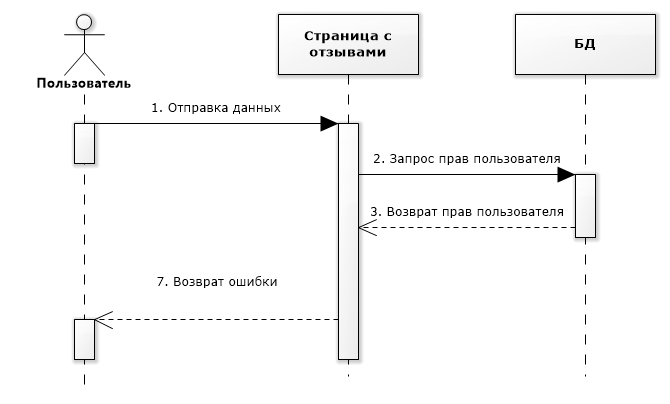 Страница с
отзывами
БД
Пользователь
1. Отправка данных
2. Запрос прав пользователя
3. Возврат прав пользователя
7. Возврат ошибки